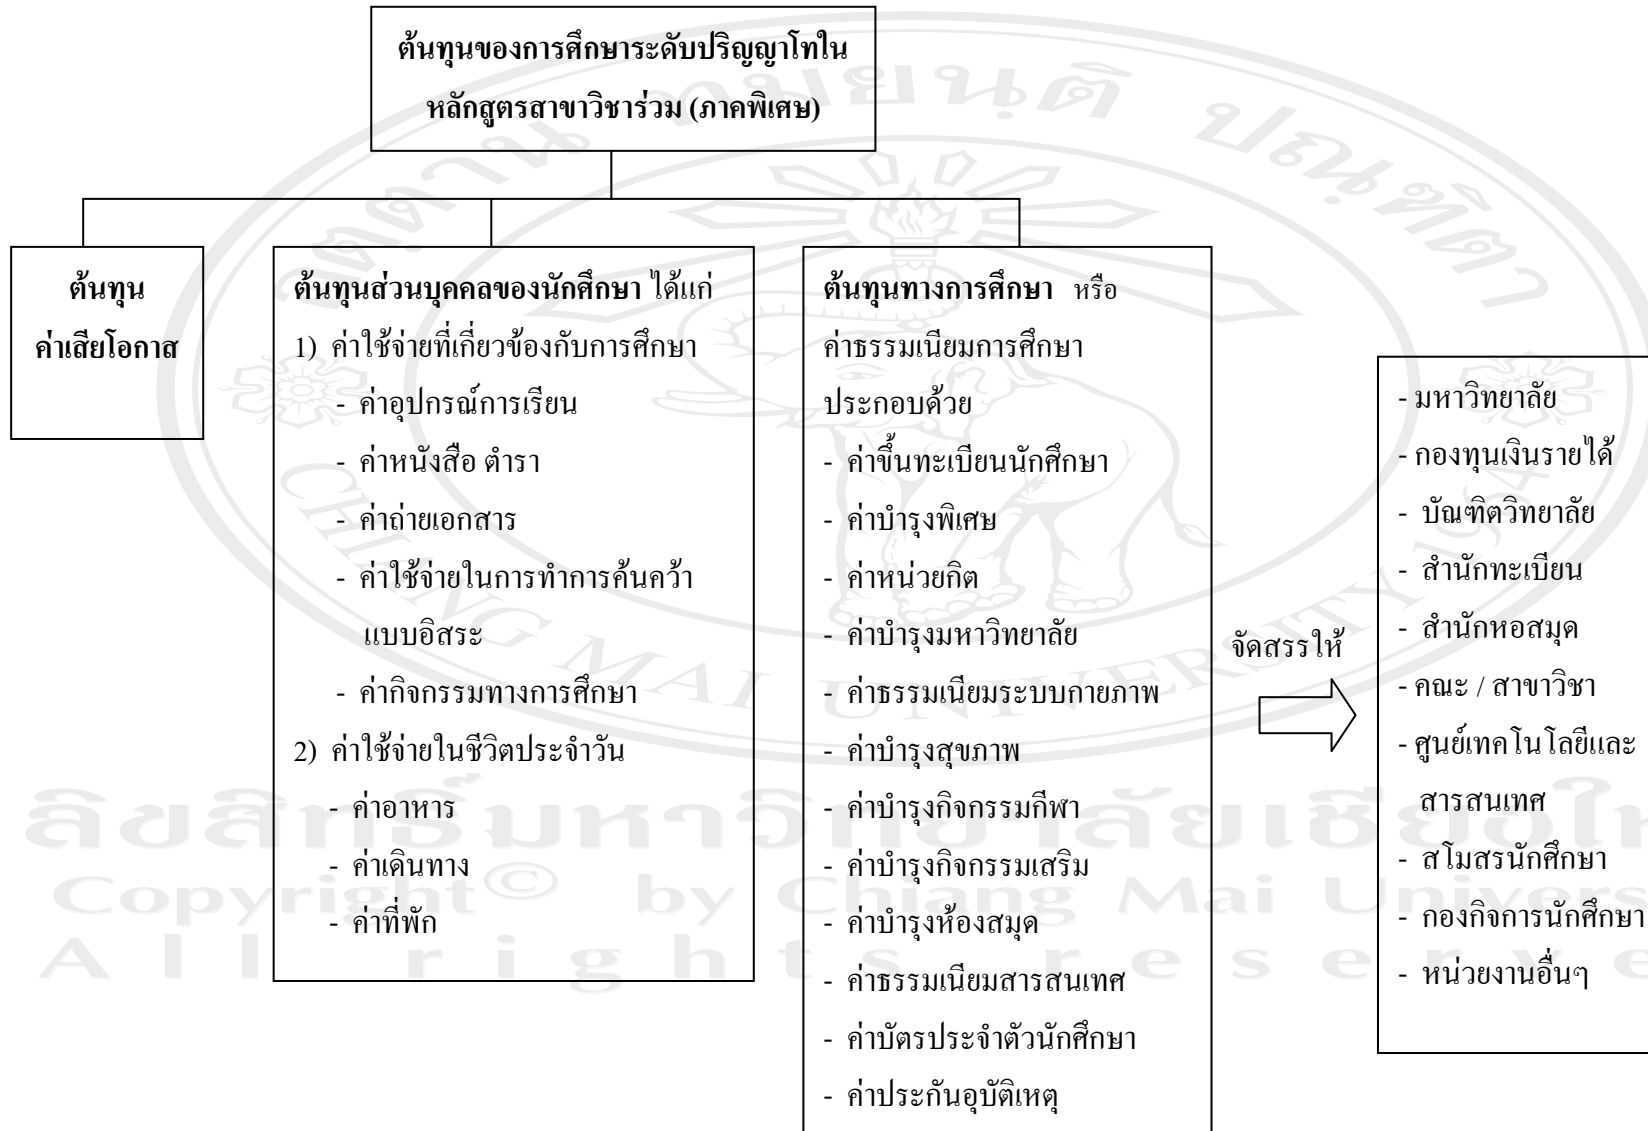 ต้นทุนของการศึกษาระดับปริญญาโทใน
หลักสูตรสาขาวิชาร่วม (ภาคพิเศษ)
ต้นทุน
ค่าเสียโอกาส
ต้นทุนส่วนบุคคลของนักศึกษา ได้แก่
1) ค่าใช้จ่ายที่เกี่ยวข้องกับการศึกษา
- ค่าอุปกรณ์การเรียน
- ค่าหนังสือ ตำรา
- ค่าถ่ายเอกสาร
- ค่าใช้จ่ายในการทำการค้นคว้า
แบบอิสระ
- ค่ากิจกรรมทางการศึกษา
2) ค่าใช้จ่ายในชีวิตประจำวัน
- ค่าอาหาร
- ค่าเดินทาง
- ค่าที่พัก
ต้นทุนทางการศึกษา หรือ
ค่าธรรมเนียมการศึกษา
ประกอบด้วย
- ค่าขึ้นทะเบียนนักศึกษา
- ค่าบำรุงพิเศษ
- ค่าหน่วยกิต
- ค่าบำรุงมหาวิทยาลัย
- ค่าธรรมเนียมระบบกายภาพ
- ค่าบำรุงสุขภาพ
- ค่าบำรุงกิจกรรมกีฬา
- ค่าบำรุงกิจกรรมเสริม
- ค่าบำรุงห้องสมุด
- ค่าธรรมเนียมสารสนเทศ
- ค่าบัตรประจำตัวนักศึกษา
- ค่าประกันอุบัติเหตุ
จัดสรรให้
- มหาวิทยาลัย
- กองทุนเงินรายได้
- บัณฑิตวิทยาลัย
- สำนักทะเบียน
- สำนักหอสมุด
- คณะ / สาขาวิชา
- ศูนย์เทคโนโลยีและ
สารสนเทศ
- สโมสรนักศึกษา
- กองกิจการนักศึกษา
- หน่วยงานอื่นๆ
CHIANG MAI UNIVERSITY 1964
Copyright© by Chiang Mai
All rights